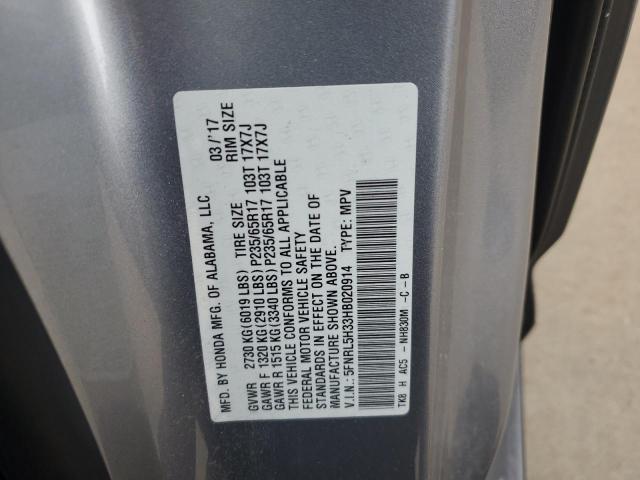 MFD. BY HONDA MFG. OF ALABAMA, LLC 03/'17
GVWR 2730 KG(6019 LBS) TIRE SIZE RIM SIZE
GAWR F 1320 KG(2910 LBS)P235/65R17 103T 17X7J
GAWR R 1515 KG(3340 LBS)P235/65R17 103T 17X7J
THIS VEHICLE CONFORMS TO ALL APPLICABLE
FEDERAL MOTOR VEHICLE SAFETY
STANDARDS IN EFFECT ON THE DATE OF
MANUFACTURE SHOWN ABOVE.
V.I.N.: 5FNRL5H33HB020914 TYPE: MPV
TK8 H AC5 - NH830M -C - B